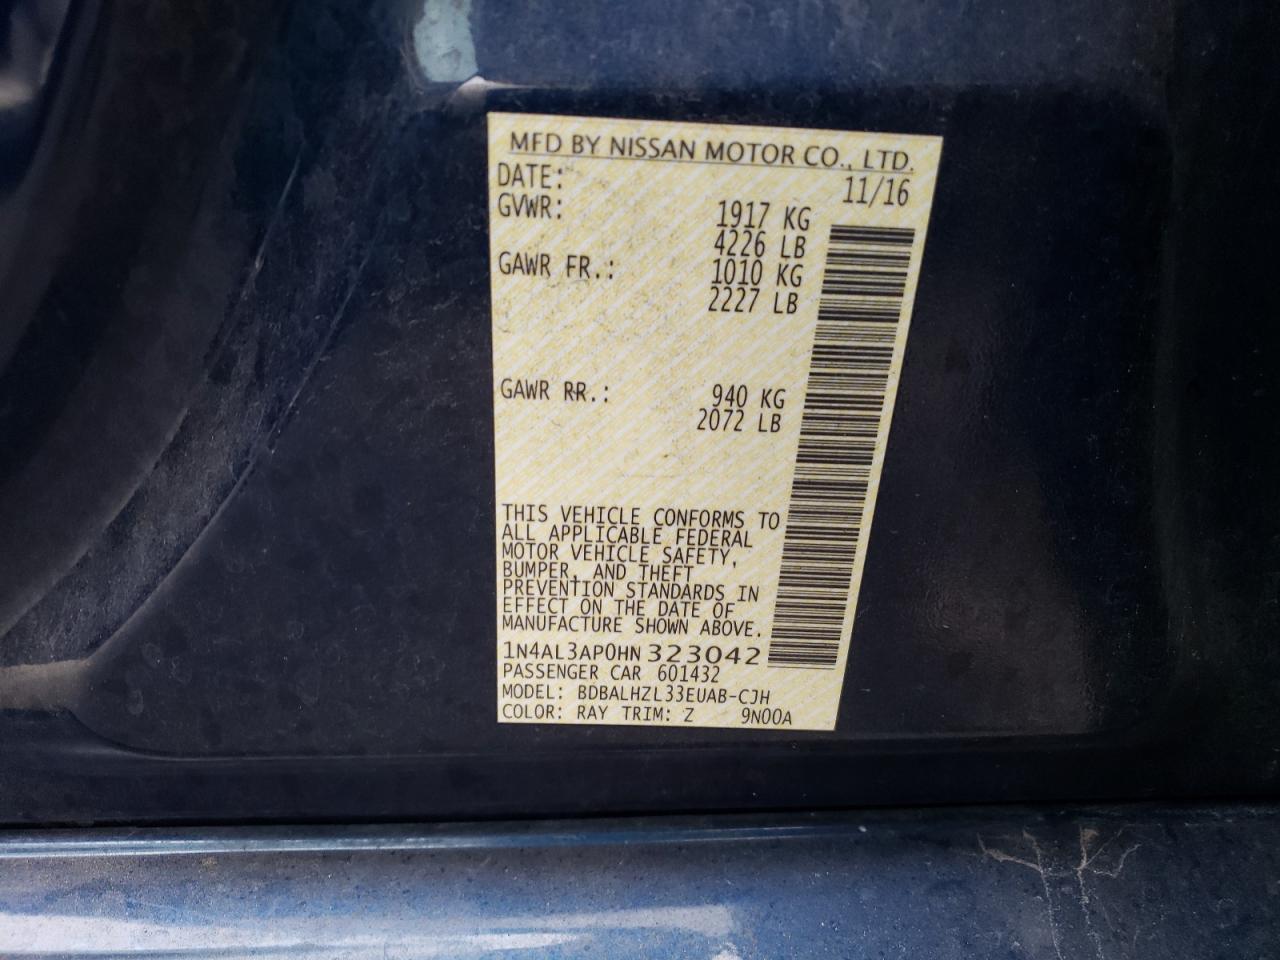 MFD BY NISSAN MOTOR CO., LTD.
DATE: 11/16
GVWR: 1917 KG
4226 LB
GAWR FR.: 1010 KG
2227 LB
GAWR RR.: 940 KG
2072 LB
THIS VEHICLE CONFORMS TO
ALL APPLICABLE FEDERAL
MOTOR VEHICLE SAFETY,
BUMPER, AND THEFT
PREVENTION STANDARDS IN
EFFECT ON THE DATE OF
MANUFACTURE SHOWN ABOVE.
1N4AL3AP0HN323042
PASSENGER CAR 601432
MODEL: BDBALHZL33EUAB-CJH
COLOR: RAY TRIM: Z 9N00A